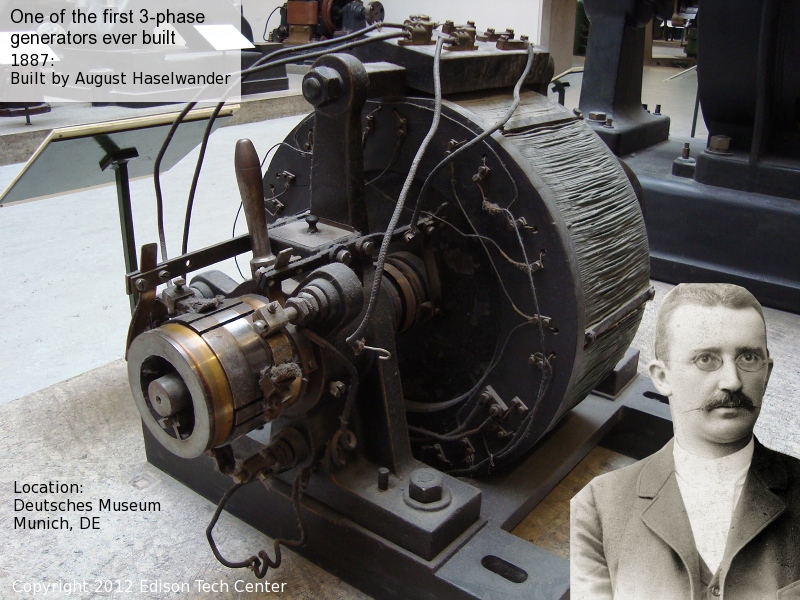 One of the first 3-phase
generators ever built
1887:
Built by August Haselwander
Location:
Deutsches Museum
Munich, DE
Copyright 2012 Edison Tech Center